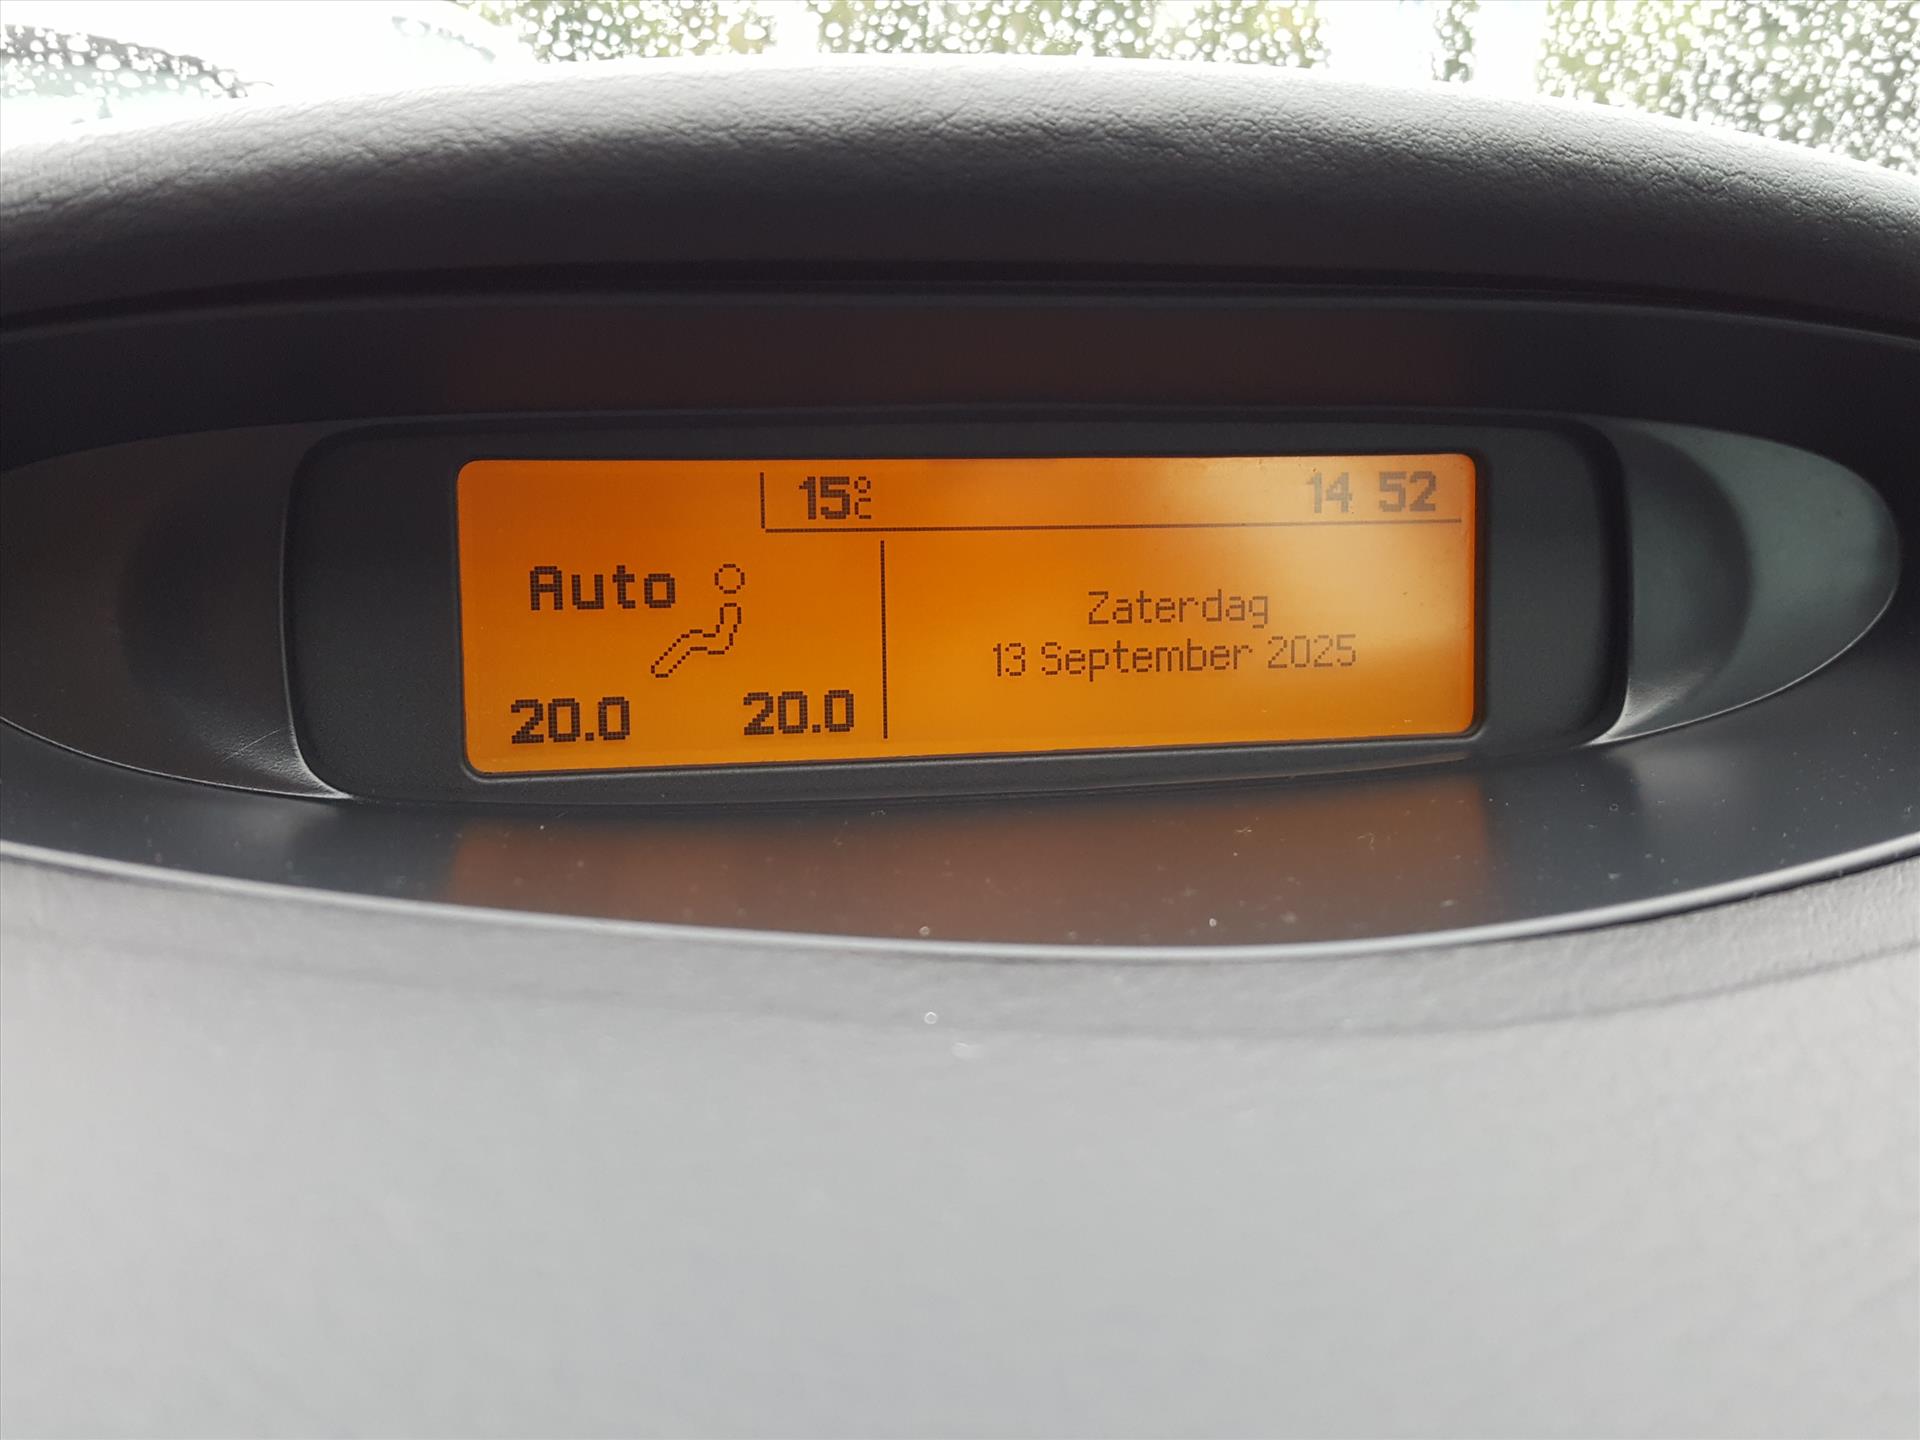 15°C 14 52
Auto
20.0 20.0
Zaterdag
13 September 2025